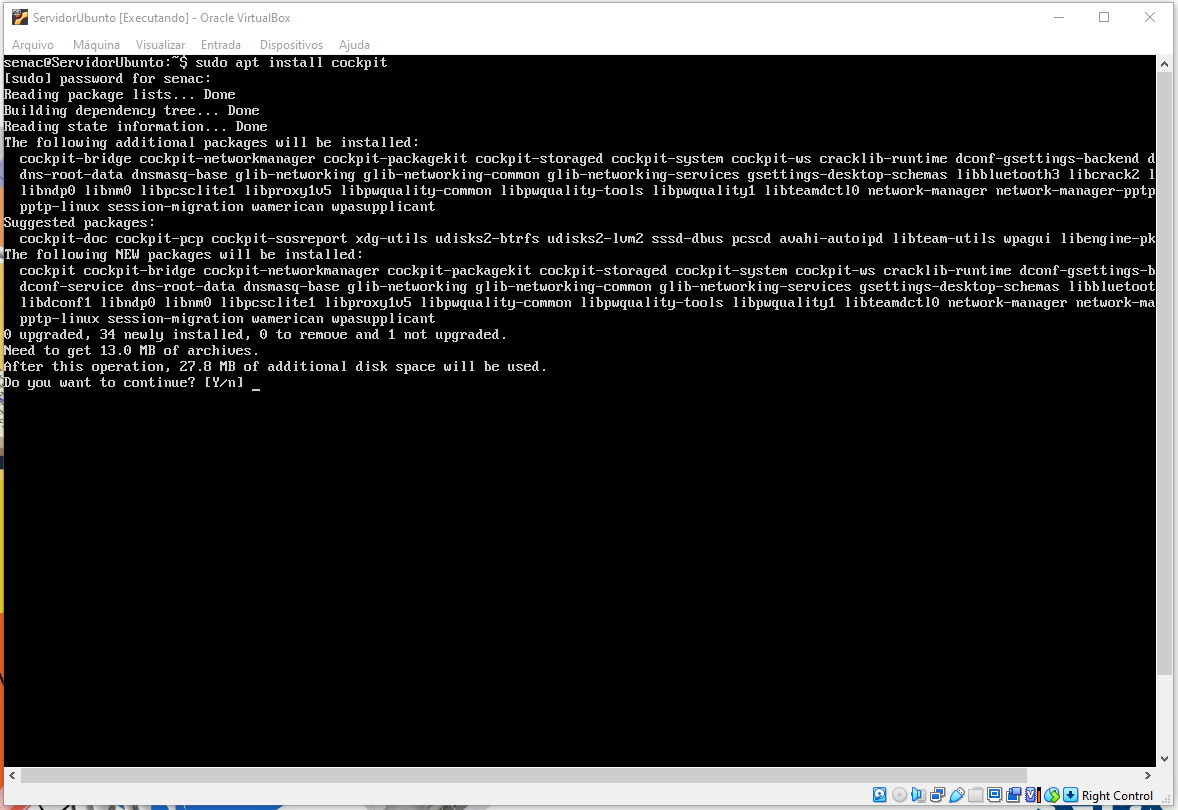 ServidorUbunto [Executando] - Oracle VirtualBox
Arquivo Máquina Visualizar Entrada Dispositivos Ajuda
senac@ServidorUbunto:~$ sudo apt install cockpit
[sudo] password for senac:
Reading package lists... Done
Building dependency tree... Done
Reading state information... Done
The following additional packages will be installed:
cockpit-bridge cockpit-networkmanager cockpit-packagekit cockpit-storaged cockpit-system cockpit-ws cracklib-runtime dconf-gsettings-backend d
dns-root-data dnsmasq-base glib-networking glib-networking-common glib-networking-services gsettings-desktop-schemas libbluetooth3 libcrack2 l
libndp0 libnm0 libpcsclite1 libproxy1v5 libpwquality-common libpwquality-tools libpwquality1 libteamdctl0 network-manager network-manager-pptp
pptp-linux session-migration wamerican wpasupplicant
Suggested packages:
cockpit-doc cockpit-pcp cockpit-sosreport xdg-utils udisks2-btrfs udisks2-lvm2 sssd-dbus pcscd avahi-autoipd libteam-utils wpagui libengine-pk
The following NEW packages will be installed:
cockpit cockpit-bridge cockpit-networkmanager cockpit-packagekit cockpit-storaged cockpit-system cockpit-ws cracklib-runtime dconf-gsettings-b
dconf-service dns-root-data dnsmasq-base glib-networking glib-networking-common glib-networking-services gsettings-desktop-schemas libbluetoot
libdconf1 libndp0 libnm0 libpcsclite1 libproxy1v5 libpwquality-common libpwquality-tools libpwquality1 libteamdctl0 network-manager network-ma
pptp-linux session-migration wamerican wpasupplicant
0 upgraded, 34 newly installed, 0 to remove and 1 not upgraded.
Need to get 13.0 MB of archives.
After this operation, 27.8 MB of additional disk space will be used.
Do you want to continue? [Y/n] _
Right Control